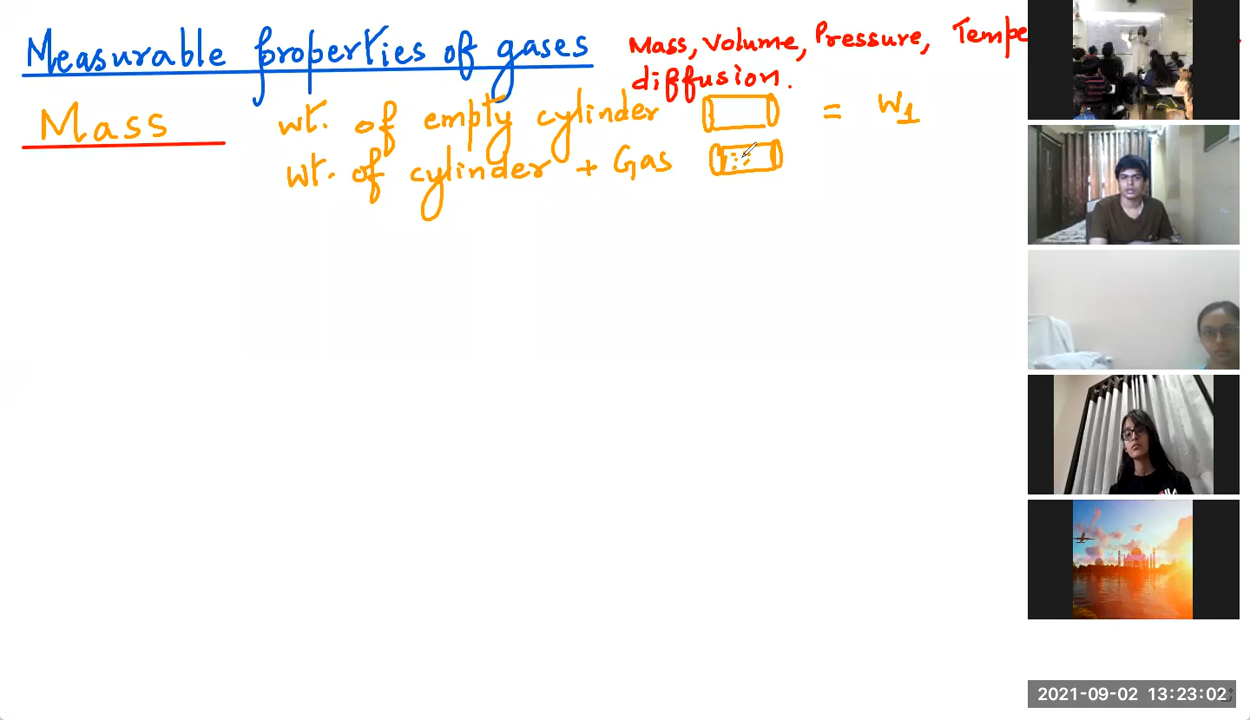 Measurable properties of gases
Mass, Volume, Pressure,
diffusion.
Mass
wt. of empty cylinder = W1
wt. of cylinder + Gas
2021-09-02 13:23:02